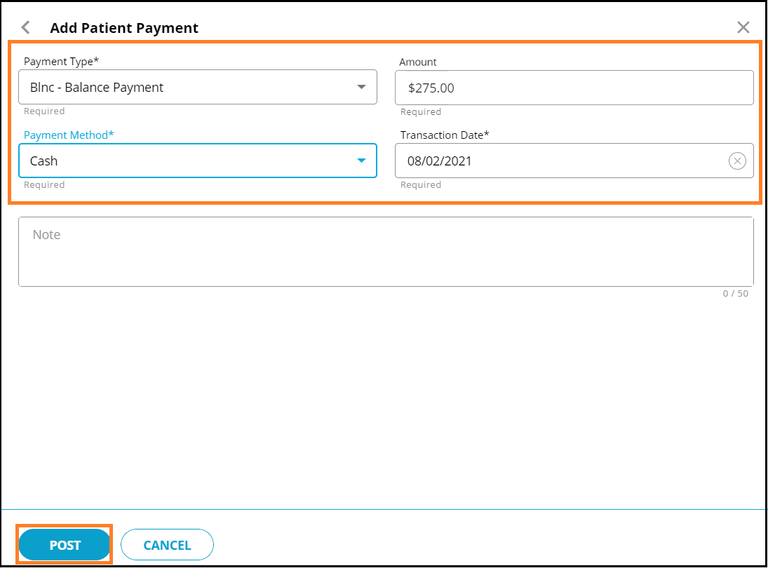 Add Patient Payment
Payment Type*
Amount
Blnc - Balance Payment
$275.00
Required
Required
Payment Method*
Transaction Date*
Cash
08/02/2021
Required
Required
Note
0 / 50
POST
CANCEL